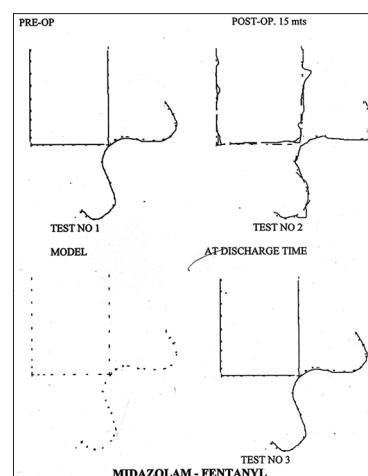 PRE-OP
POST-OP. 15 mts
TEST NO 1
TEST NO 2
MODEL
AT DISCHARGE TIME
TEST NO 3
MIDAZOLAM - FENTANYL